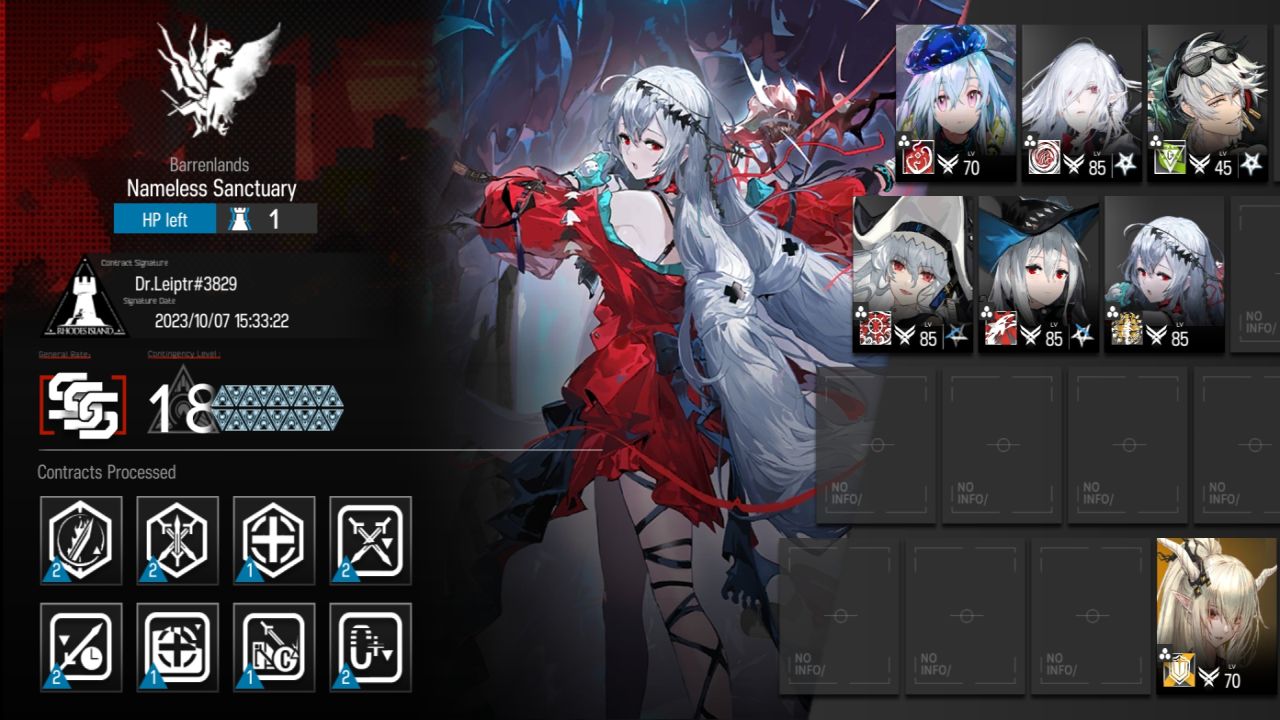 Barrenlands
Nameless Sanctuary
HP left 1
Contract Signature
Dr.Leiptr#3829
Signature Date
2023/10/07 15:33:22
RHODES ISLAND
General Rate:
Contingency Level:
SSG
18
Contracts Processed
2
2
1
2
2
1
1
2
LV
70
LV
85
LV
45
LV
85
LV
85
LV
85
NO
INFO/
NO
INFO/
NO
INFO/
NO
INFO/
NO
INFO/
NO
INFO/
NO
INFO/
NO
INFO/
LV
70